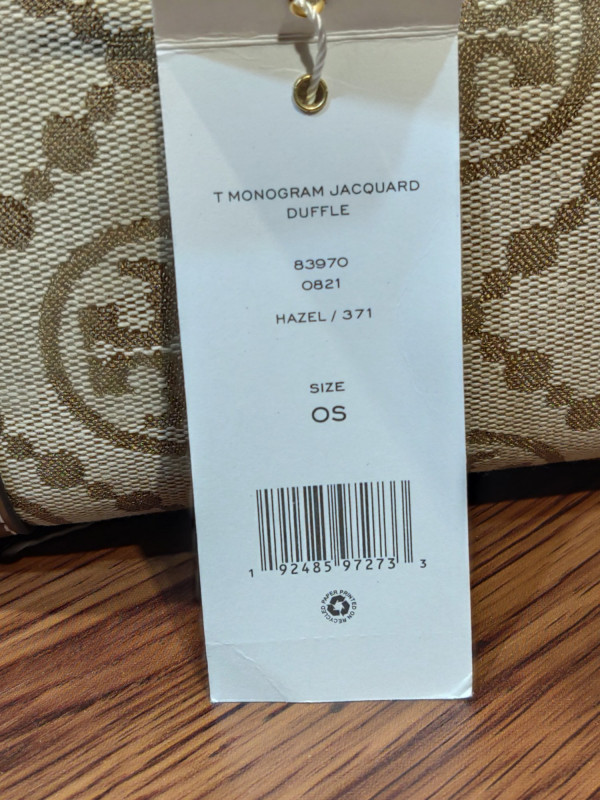 T MONOGRAM JACQUARD
DUFFLE
83970
0821
HAZEL / 371
SIZE
OS
1 92485 97273 3
PAPER PRINTED ON RECYCLED